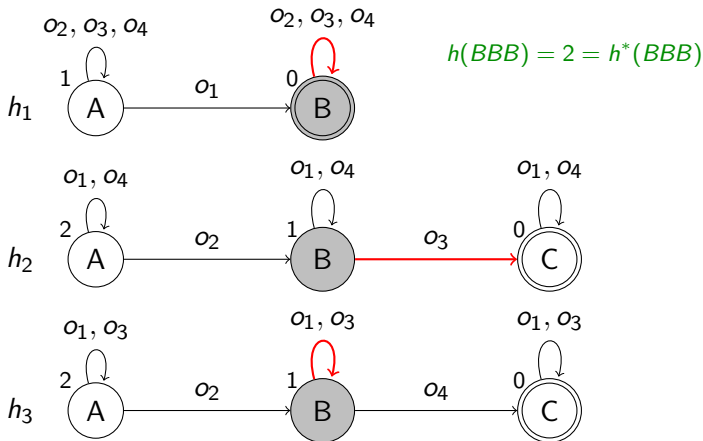 o₂, o₃, o₄ o₂, o₃, o₄
h(BBB) = 2 = h*(BBB)
1 0
h₁ A o₁ B
o₁, o₄ o₁, o₄ o₁, o₄
2 1 0
h₂ A o₂ B o₃ C
o₁, o₃ o₁, o₃ o₁, o₃
2 1 0
h₃ A o₂ B o₄ C